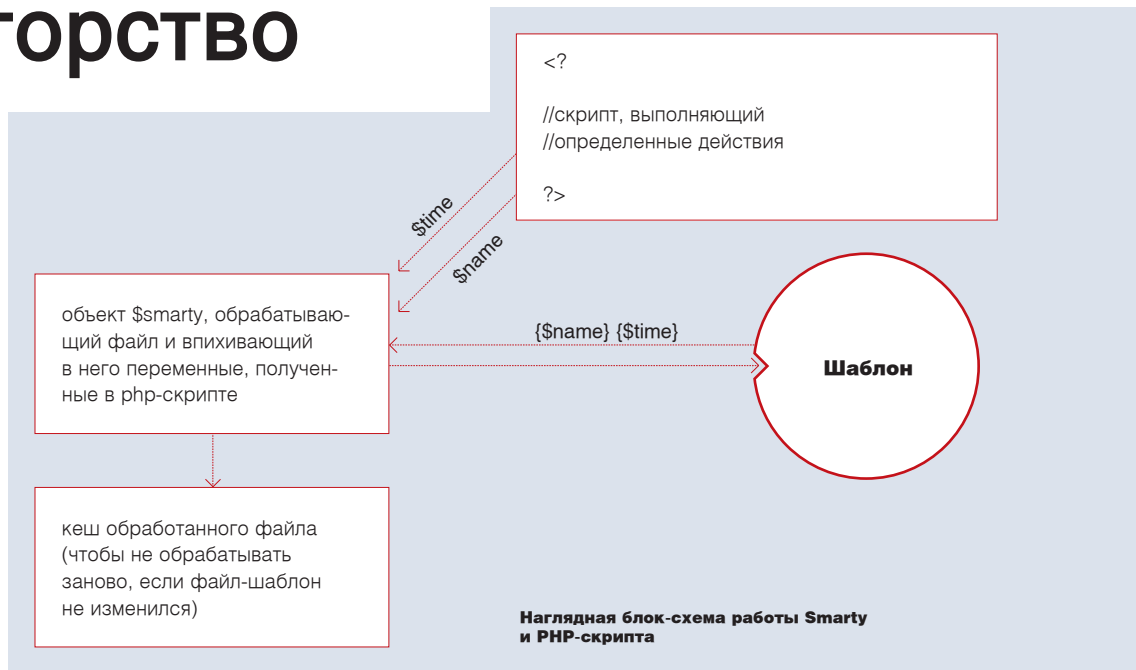 торство
<?
//скрипт, выполняющий
//определенные действия
?>
$time
$name
объект $smarty, обрабатываю-
щий файл и впихивающий
в него переменные, получен-
ные в php-скрипте
{$name} {$time}
Шаблон
кеш обработанного файла
(чтобы не обрабатывать
заново, если файл-шаблон
не изменился)
Наглядная блок-схема работы Smarty
и PHP-скрипта